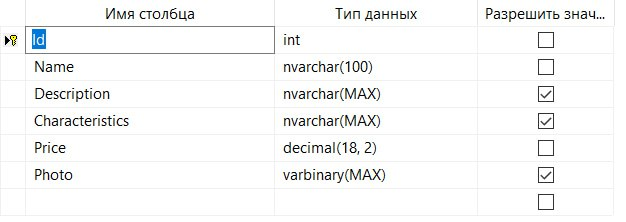 Имя столбца Тип данных Разрешить знач...
Id int
Name nvarchar(100)
Description nvarchar(MAX)
Characteristics nvarchar(MAX)
Price decimal(18, 2)
Photo varbinary(MAX)